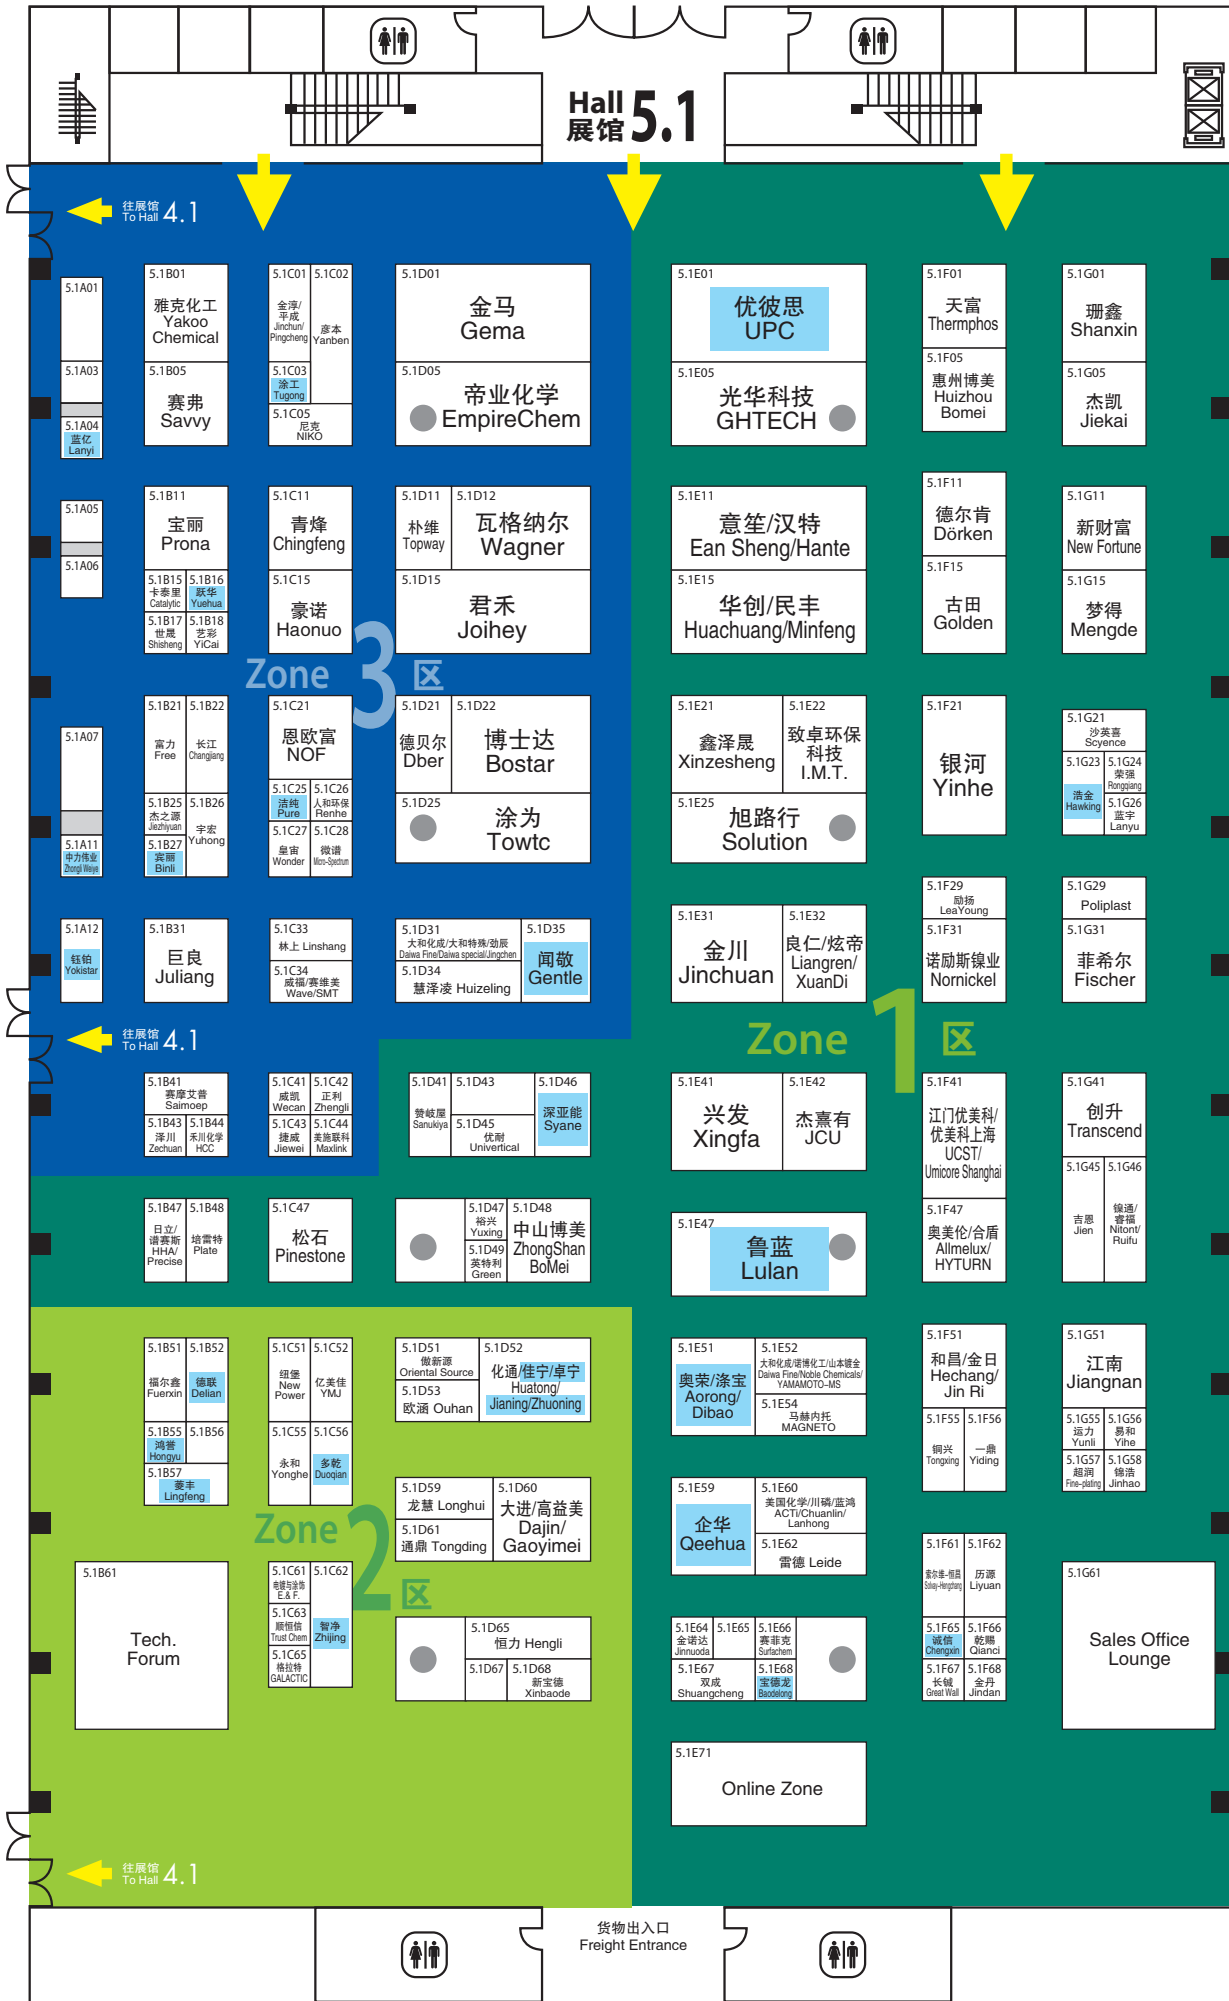 Hall
展馆 5.1
往展馆
To Hall 4.1
5.1A01
5.1A03
5.1A04
蓝亿
Lanyi
5.1B01
雅克化工
Yakoo
Chemical
5.1B05
赛弗
Savvy
5.1C01
金淳/
平成
Jinchun/
Pingcheng
5.1C02
彦本
Yanben
5.1C03
涂工
Tugong
5.1C05
尼克
NIKO
5.1D01
金马
Gema
5.1D05
帝业化学
EmpireChem
5.1E01
优彼思
UPC
5.1E05
光华科技
GHTECH
5.1F01
天富
Thermphos
5.1F05
惠州博美
Huizhou
Bomei
5.1G01
珊鑫
Shanxin
5.1G05
杰凯
Jiekai
5.1A05
5.1A06
5.1B11
宝丽
Prona
5.1B15
卡泰里
Catalytic
5.1B16
跃华
Yuehua
5.1B17
世晟
Shisheng
5.1B18
艺彩
YiCai
5.1C11
青烽
Chingfeng
5.1C15
豪诺
Haonuo
5.1D11
朴维
Topway
5.1D12
瓦格纳尔
Wagner
5.1D15
君禾
Joihey
5.1E11
意笙/汉特
Ean Sheng/Hante
5.1E15
华创/民丰
Huachuang/Minfeng
5.1F11
德尔肯
Dörken
5.1F15
古田
Golden
5.1G11
新财富
New Fortune
5.1G15
梦得
Mengde
Zone 3 区
5.1A07
5.1A11
中力伟业
Zhongli Weiye
5.1B21
富力
Free
5.1B22
长江
Changjiang
5.1B25
杰之源
Jiezhiyuan
5.1B26
宇宏
Yuhong
5.1B27
宾丽
Binli
5.1C21
恩欧富
NOF
5.1C25
洁纯
Pure
5.1C26
人和环保
Renhe
5.1C27
皇宙
Wonder
5.1C28
微谱
Micro-Spectrum
5.1D21
德贝尔
Dber
5.1D22
博士达
Bostar
5.1D25
涂为
Towtc
5.1E21
鑫泽晟
Xinzesheng
5.1E22
致卓环保
科技
I.M.T.
5.1E25
旭路行
Solution
5.1F21
银河
Yinhe
5.1G21
沙英喜
Scyence
5.1G23
浩金
Hawking
5.1G24
荣强
Rongqiang
5.1G26
蓝宇
Lanyu
5.1A12
钰铂
Yokistar
5.1B31
巨良
Juliang
5.1C33
林上 Linshang
5.1C34
威福/赛维美
Wave/SMT
5.1D31
大和化成/大和特殊/劲辰
Daiwa Fine/Daiwa special/Jingchen
5.1D34
慧泽凌 Huizeling
5.1D35
闻敬
Gentle
5.1E31
金川
Jinchuan
5.1E32
良仁/炫帝
Liangren/
XuanDi
5.1F29
励扬
LeaYoung
5.1F31
诺励斯镍业
Nornickel
5.1G29
Poliplast
5.1G31
菲希尔
Fischer
往展馆
To Hall 4.1
Zone 1 区
5.1B41
赛摩艾普
Saimoep
5.1B43
泽川
Zechuan
5.1B44
禾川化学
HCC
5.1C41
威凯
Wecan
5.1C42
正利
Zhengli
5.1C43
捷威
Jiewei
5.1C44
美施联科
Maxlink
5.1D41
赞岐屋
Sanukiya
5.1D43
5.1D45
优耐
Univertical
5.1D46
深亚能
Syane
5.1E41
兴发
Xingfa
5.1E42
杰熹有
JCU
5.1F41
江门优美科/
优美科上海
UCST/
Umicore Shanghai
5.1F47
奥美伦/合盾
Allmelux/
HYTURN
5.1G41
创升
Transcend
5.1G45
吉恩
Jien
5.1G46
镍通/
睿福
Nitont/
Ruifu
5.1B47
日立/
谱赛斯
HHA/
Precise
5.1B48
培雷特
Plate
5.1C47
松石
Pinestone
5.1D47
裕兴
Yuxing
5.1D48
中山博美
ZhongShan
BoMei
5.1D49
英特利
Green
5.1E47
鲁蓝
Lulan
5.1B51
福尔鑫
Fuerxin
5.1B52
德联
Delian
5.1B55
鸿誉
Hongyu
5.1B56
5.1B57
菱丰
Lingfeng
5.1C51
纽堡
New
Power
5.1C52
亿美佳
YMJ
5.1C55
永和
Yonghe
5.1C56
多乾
Duoqian
5.1D51
傲新源
Oriental Source
5.1D52
化通/佳宁/卓宁
Huatong/
Jianing/Zhuoning
5.1D53
欧涵 Ouhan
5.1E51
奥荣/涤宝
Aorong/
Dibao
5.1E52
大和化成/诺博化工/山本镀金
Daiwa Fine/Noble Chemicals/
YAMAMOTO-MS
5.1E54
马赫内托
MAGNETO
5.1F51
和昌/金日
Hechang/
Jin Ri
5.1F55
铜兴
Tongxing
5.1F56
一鼎
Yiding
5.1G51
江南
Jiangnan
5.1G55
运力
Yunli
5.1G56
易和
Yihe
5.1G57
超润
Fine-plating
5.1G58
锦浩
Jinhao
5.1D59
龙慧 Longhui
5.1D60
大进/高益美
Dajin/
Gaoyimei
5.1D61
通鼎 Tongding
5.1E59
企华
Qeehua
5.1E60
美国化学/川磷/蓝鸿
ACTi/Chuanlin/
Lanhong
5.1E62
雷德 Leide
Zone 2 区
5.1B61
Tech.
Forum
5.1C61
电镀与涂饰
E.& F.
5.1C62
智净
Zhijing
5.1C63
顺恒信
Trust Chem
5.1C65
格拉特
GALACTIC
5.1D65
恒力 Hengli
5.1D67
5.1D68
新宝德
Xinbaode
5.1E64
金诺达
Jinnuoda
5.1E65
5.1E66
赛菲克
Surfachem
5.1E67
双成
Shuangcheng
5.1E68
宝德龙
Baodelong
5.1F61
索尔维-恒昌
Solvay-Hengchang
5.1F62
历源
Liyuan
5.1F65
诚信
Chengxin
5.1F66
乾赐
Qianci
5.1F67
长铖
Great Wall
5.1F68
金丹
Jindan
5.1G61
Sales Office
Lounge
5.1E71
Online Zone
往展馆
To Hall 4.1
货物出入口
Freight Entrance